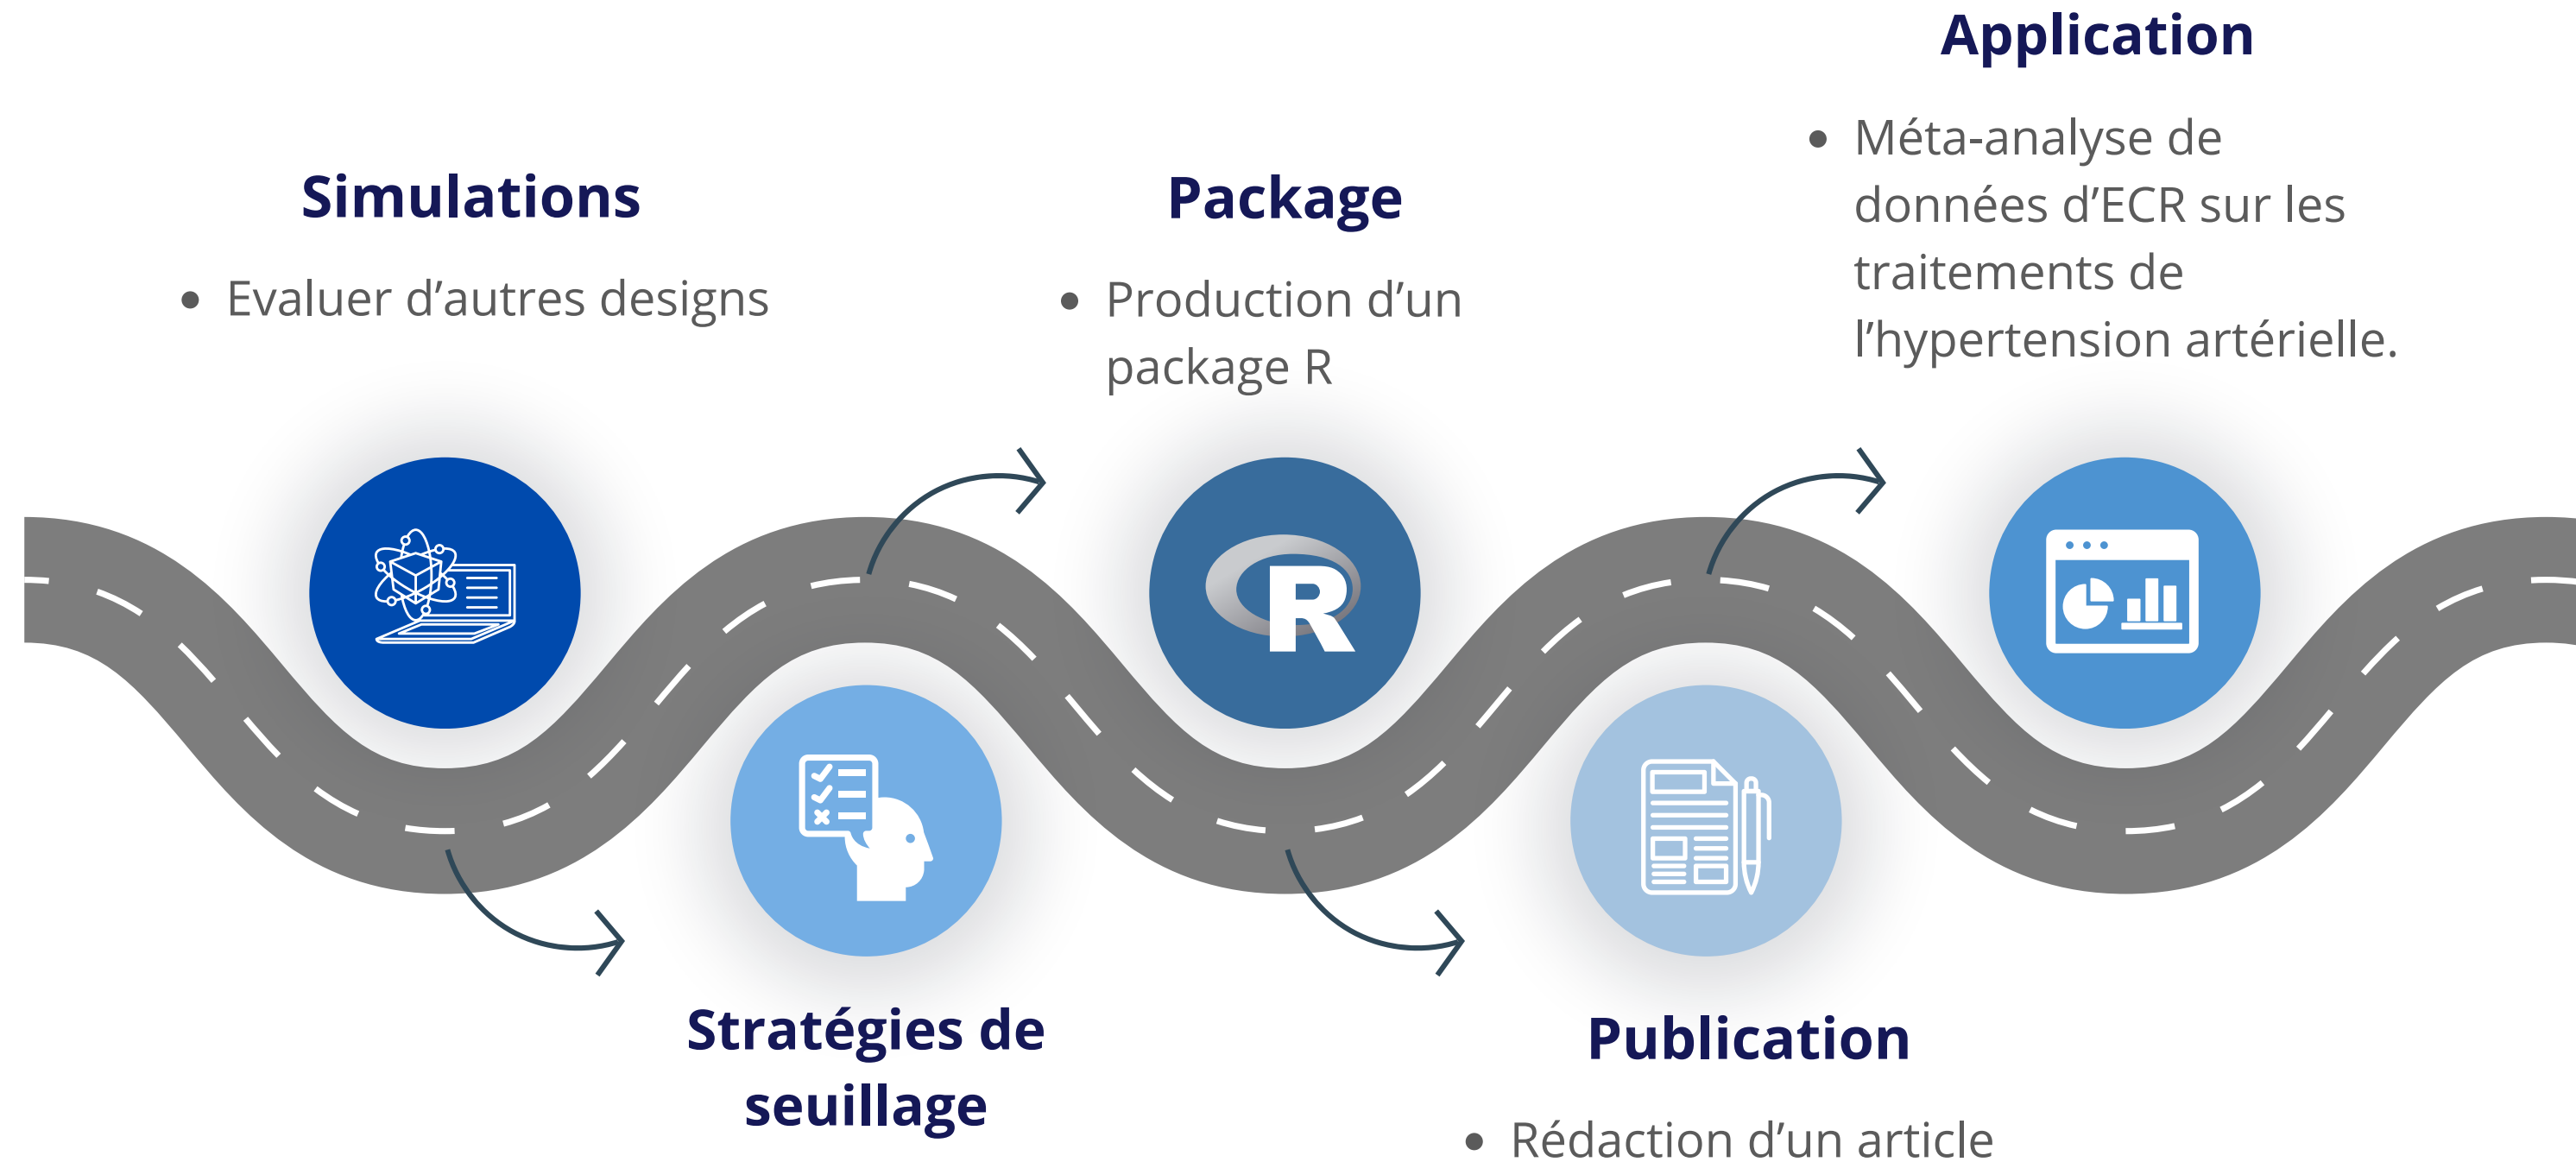 Simulations
• Evaluer d’autres designs
Stratégies de
seuillage
Package
• Production d’un
package R
R
Publication
• Rédaction d’un article
Application
• Méta-analyse de
données d’ECR sur les
traitements de
l’hypertension artérielle.